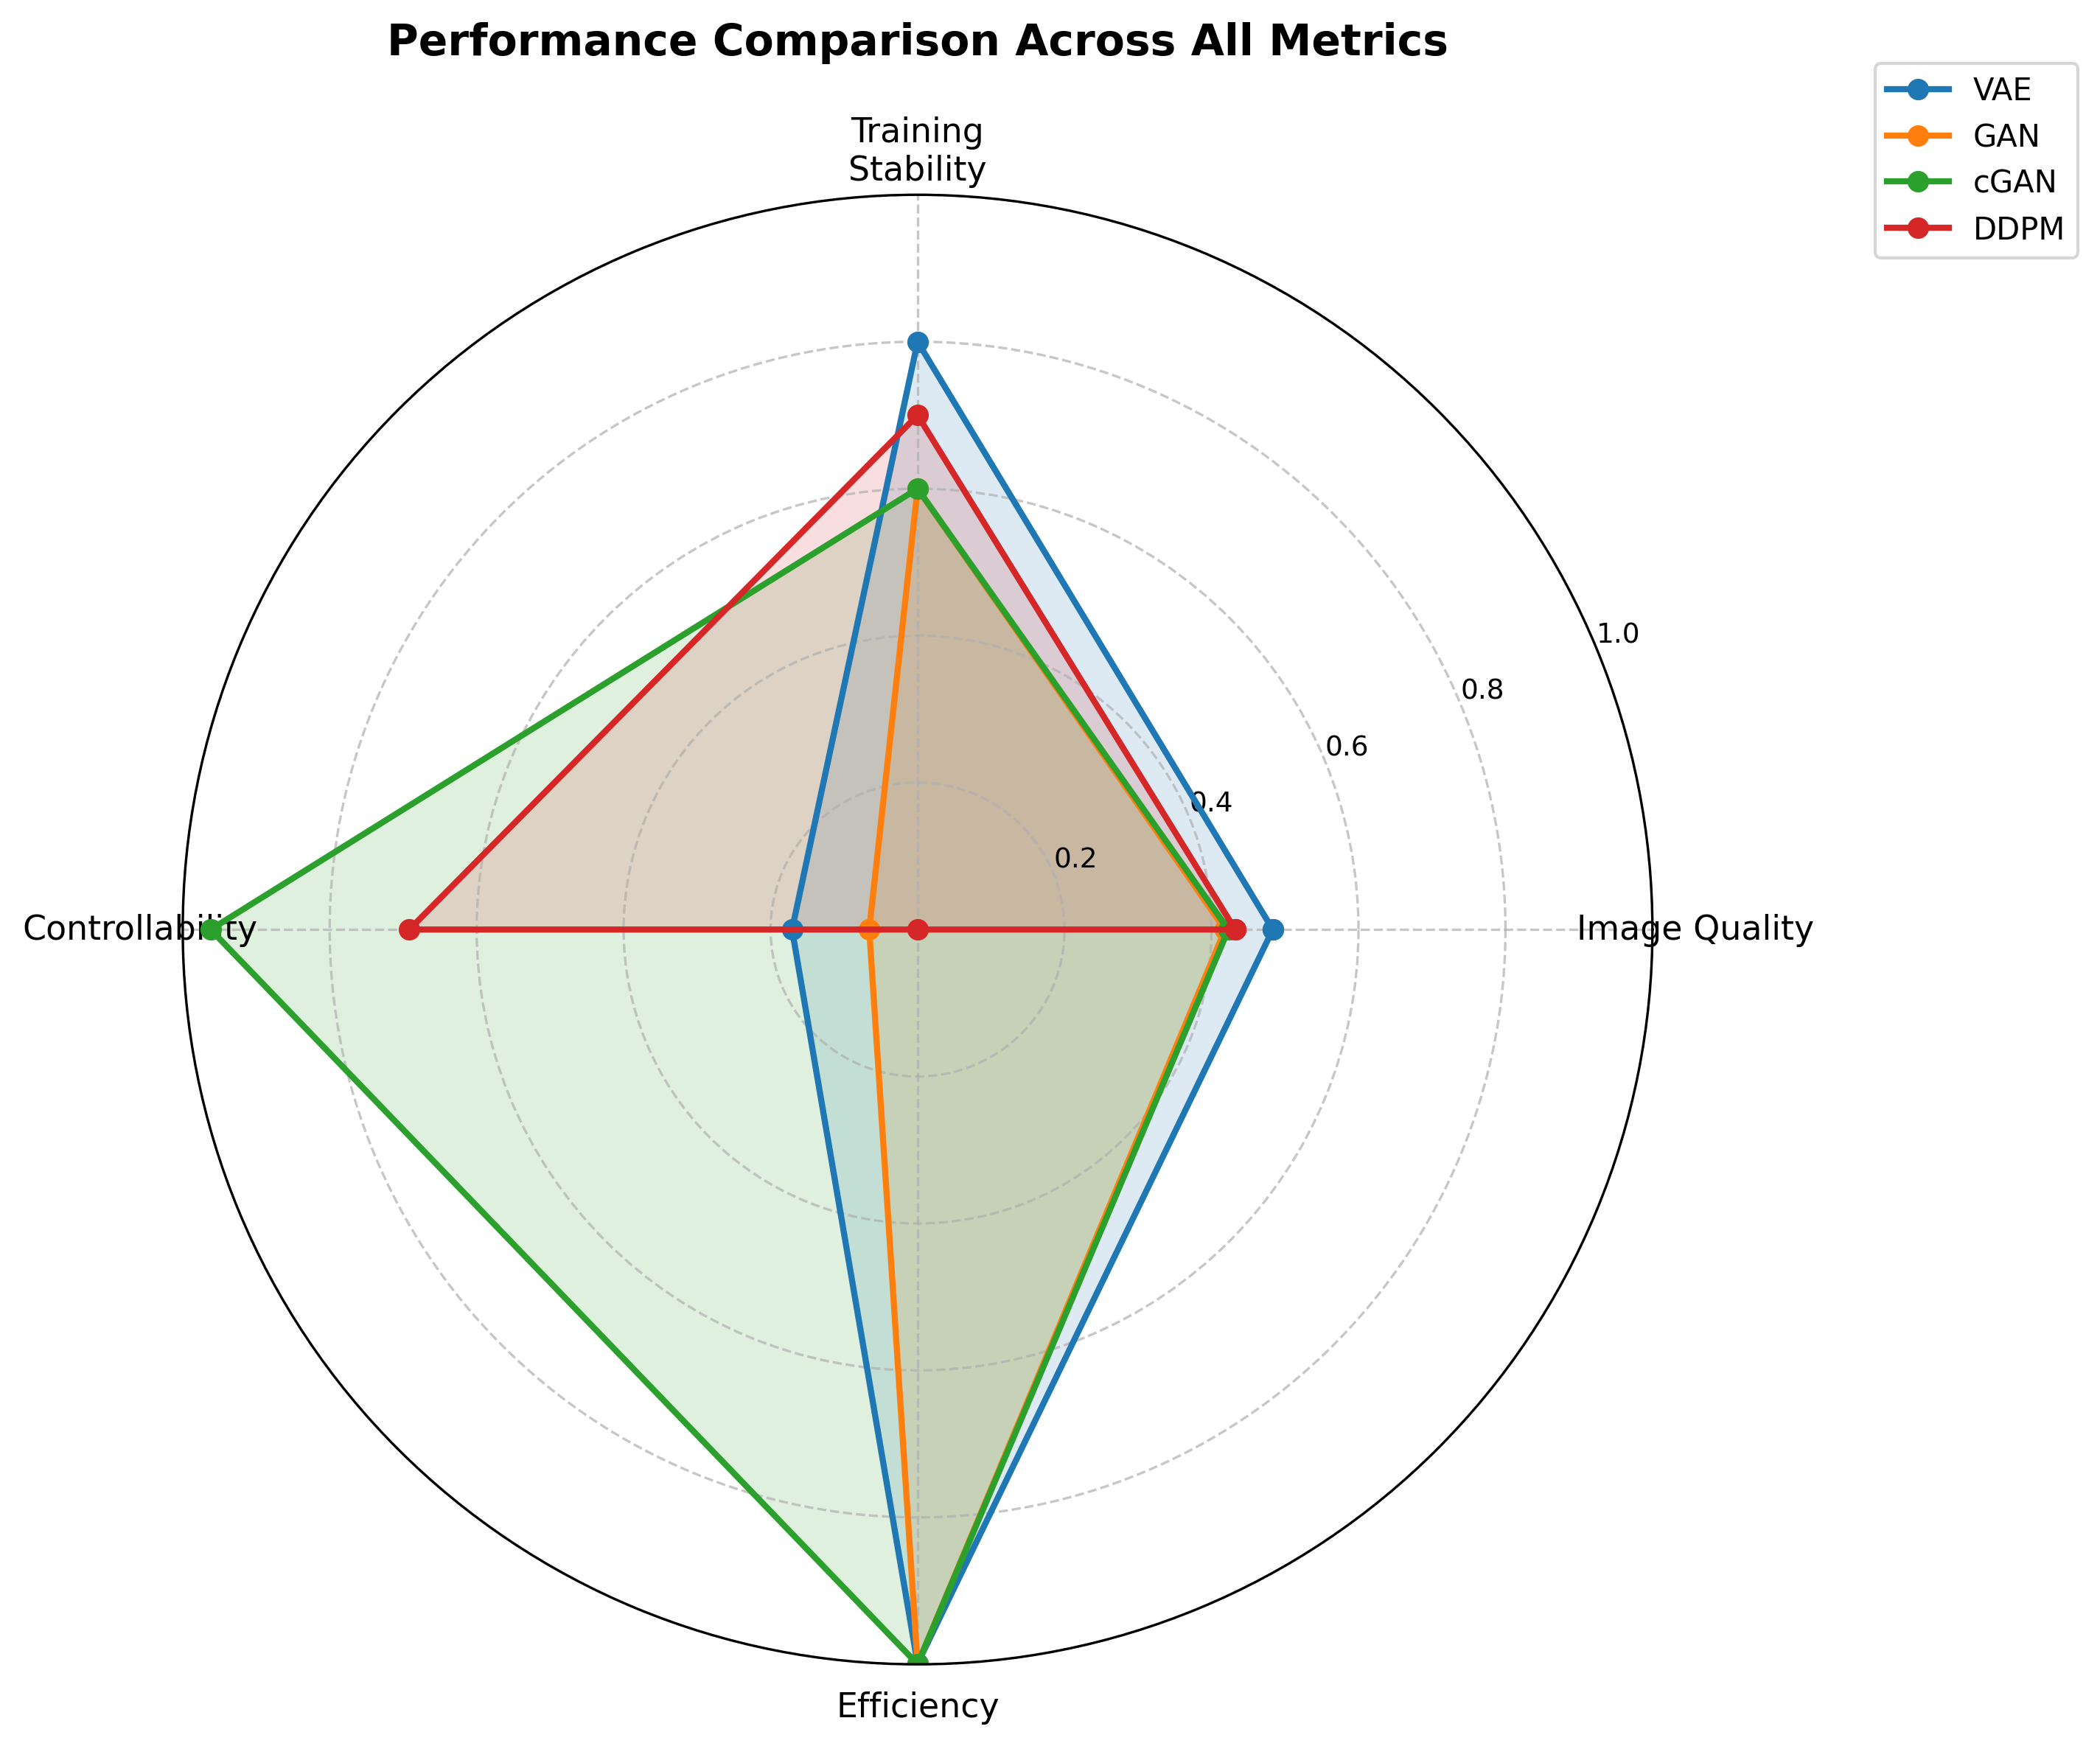 Performance Comparison Across All Metrics
VAE
GAN
cGAN
DDPM
Training
Stability
1.0
0.8
0.6
0.4
0.2
Controllability
Image Quality
Efficiency